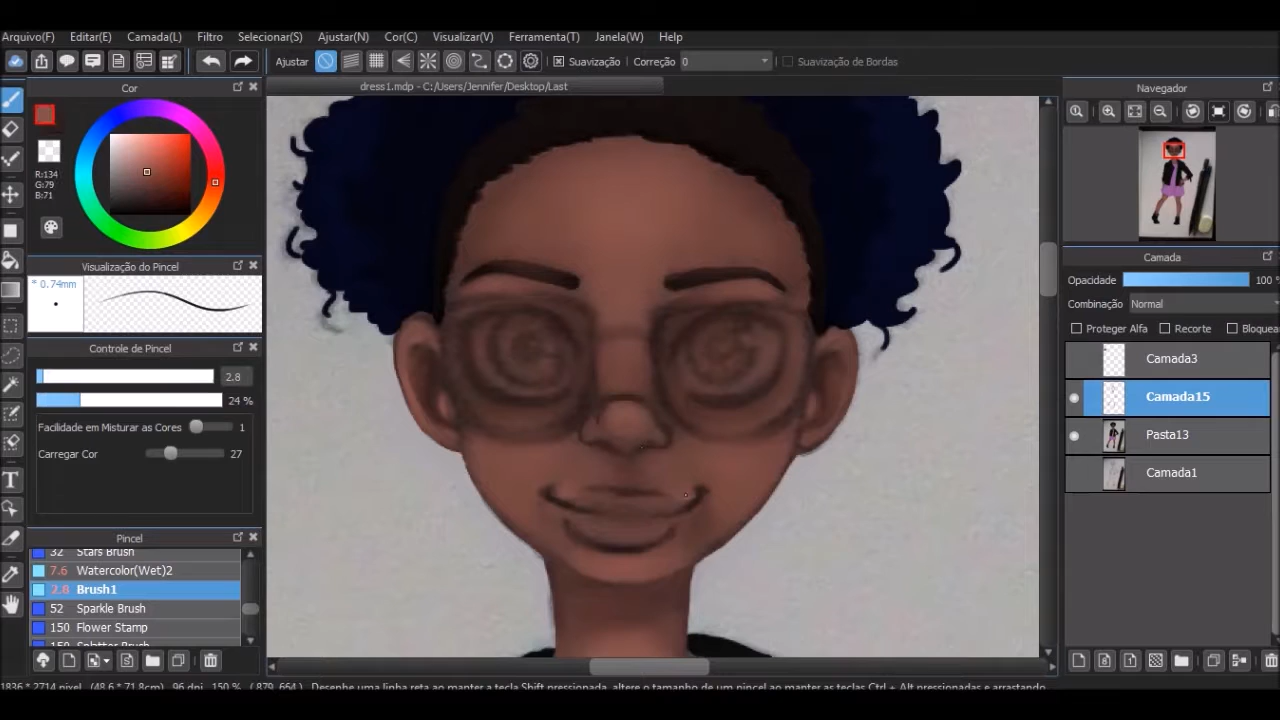 Arquivo(F) Editar(E) Camada(L) Filtro Selecionar(S) Ajustar(N) Cor(C) Visualizar(V) Ferramenta(T) Janela(W) Help
Ajustar Suavização Correção 0 Suavização de Bordas
Cor
dress1.mdp - C:/Users/Jennifer/Desktop/Last
Navegador
R:134
G:79
B:71
Visualização do Pincel
* 0.74mm
Camada
Opacidade 100 %
Combinação Normal
Proteger Alfa Recorte Bloquea
Controle de Pincel
2.8
24 %
Facilidade em Misturar as Cores 1
Carregar Cor 27
Camada3
Camada15
Pasta13
Camada1
Pincel
32 Stars Brush
7.6 Watercolor(Wet)2
2.8 Brush1
52 Sparkle Brush
150 Flower Stamp
150 Splatter Brush
1836 * 2714 pixel (48.6 * 71.8cm) 96 dpi 150 % ( 879, 654 ) Desenhe uma linha reta ao manter a tecla Shift pressionada, altere o tamanho de um pincel ao manter as teclas Ctrl + Alt pressionadas e arrastando